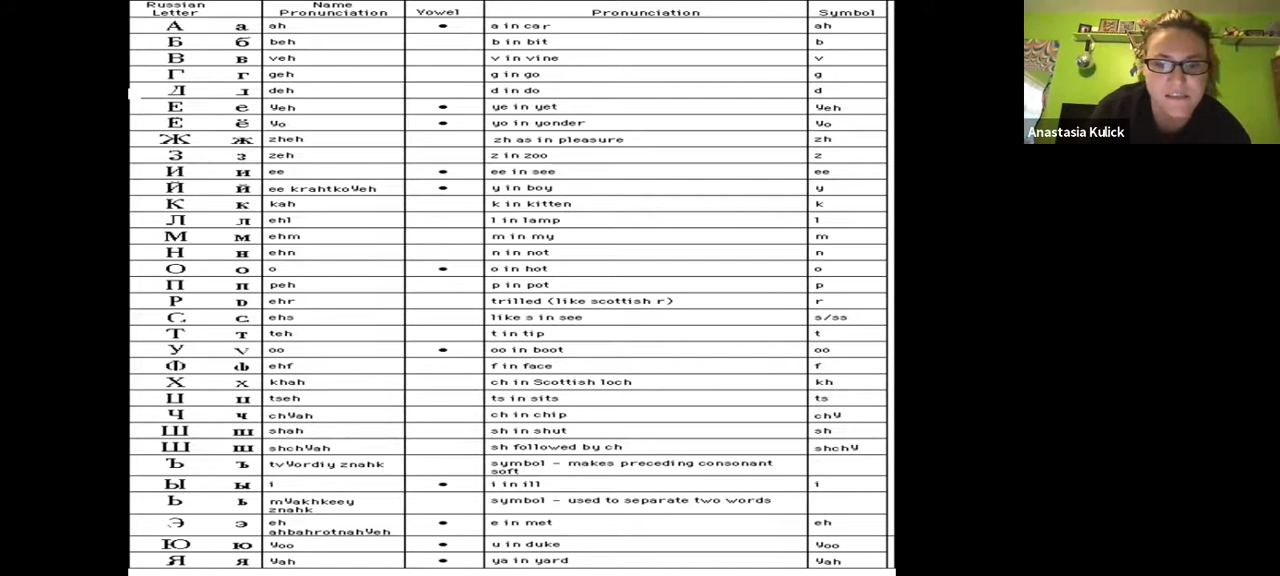 Russian Letter Name Pronunciation Vowel Pronunciation Symbol
А а ah • a in car ah
Б б beh b in bit b
В в veh v in vine v
Г г geh g in go g
Д д deh d in do d
Е е yeh • ye in yet yeh
Е ё yo • yo in yonder yo
Ж ж zheh zh as in pleasure zh
З з zeh z in zoo z
И и ee • ee in see ee
Й й ee krahtkoyeh • y in boy y
К к kah k in kitten k
Л л ehl l in lamp l
М м ehm m in my m
Н н ehn n in not n
О о o • o in hot o
П п peh p in pot p
Р р ehr trilled (like scottish r) r
С с ehs like s in see s/ss
Т т teh t in tip t
У у oo • oo in boot oo
Ф ф ehf f in face f
Х х khah ch in Scottish loch kh
Ц ц tseh ts in sits ts
Ч ч chyah ch in chip chy
Ш ш shah sh in shut sh
Щ щ shchyah sh followed by ch shchy
Ъ ъ tvyordiy znahk symbol - makes preceding consonant soft
Ы ы i • i in ill i
Ь ь myakhkeey znahk symbol - used to separate two words
Э э eh ahbahrotnahyeh • e in met eh
Ю ю yoo • u in duke yoo
Я я yah • ya in yard yah
Anastasia Kulick